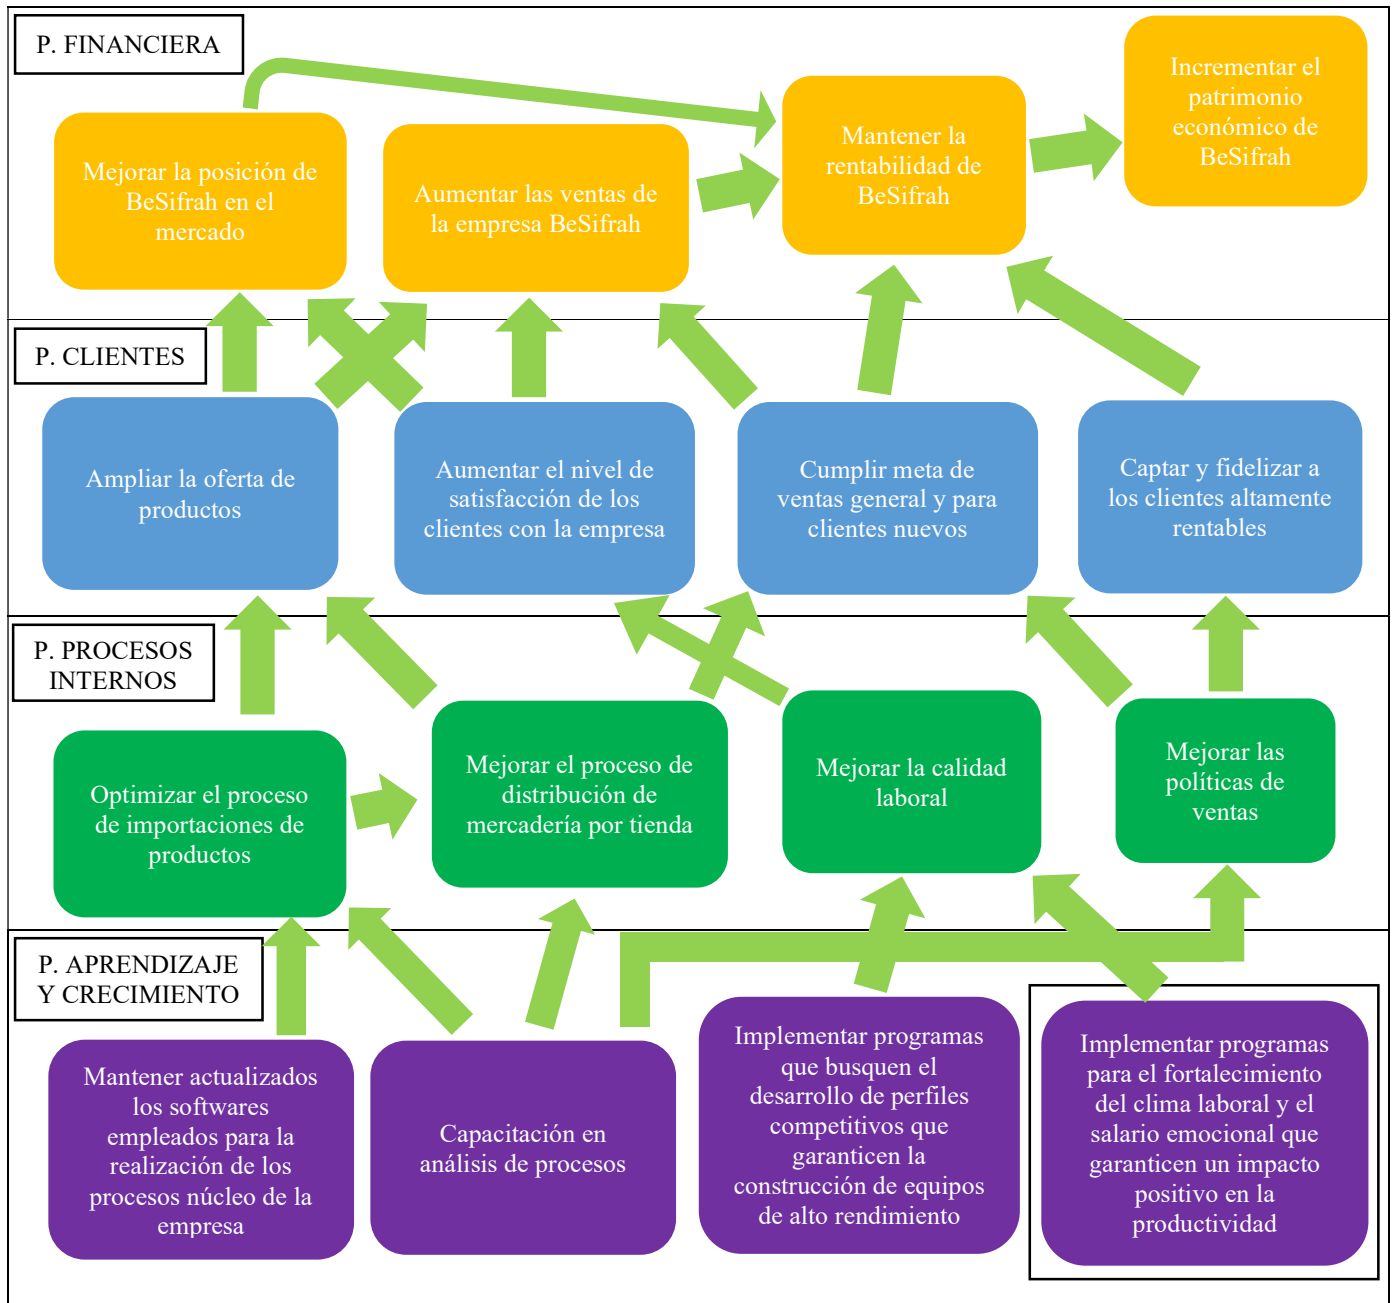 P. FINANCIERA
Mejorar la posición de
BeSifrah en el
mercado
Aumentar las ventas de
la empresa BeSifrah
Mantener la
rentabilidad de
BeSifrah
Incrementar el
patrimonio
económico de
BeSifrah
P. CLIENTES
Ampliar la oferta de
productos
Aumentar el nivel de
satisfacción de los
clientes con la empresa
Cumplir meta de
ventas general y para
clientes nuevos
Captar y fidelizar a
los clientes altamente
rentables
P. PROCESOS
INTERNOS
Optimizar el proceso
de importaciones de
productos
Mejorar el proceso de
distribución de
mercadería por tienda
Mejorar la calidad
laboral
Mejorar las
políticas de
ventas
P. APRENDIZAJE
Y CRECIMIENTO
Mantener actualizados
los softwares
empleados para la
realización de los
procesos núcleo de la
empresa
Capacitación en
análisis de procesos
Implementar programas
que busquen el
desarrollo de perfiles
competitivos que
garanticen la
construcción de equipos
de alto rendimiento
Implementar programas
para el fortalecimiento
del clima laboral y el
salario emocional que
garanticen un impacto
positivo en la
productividad